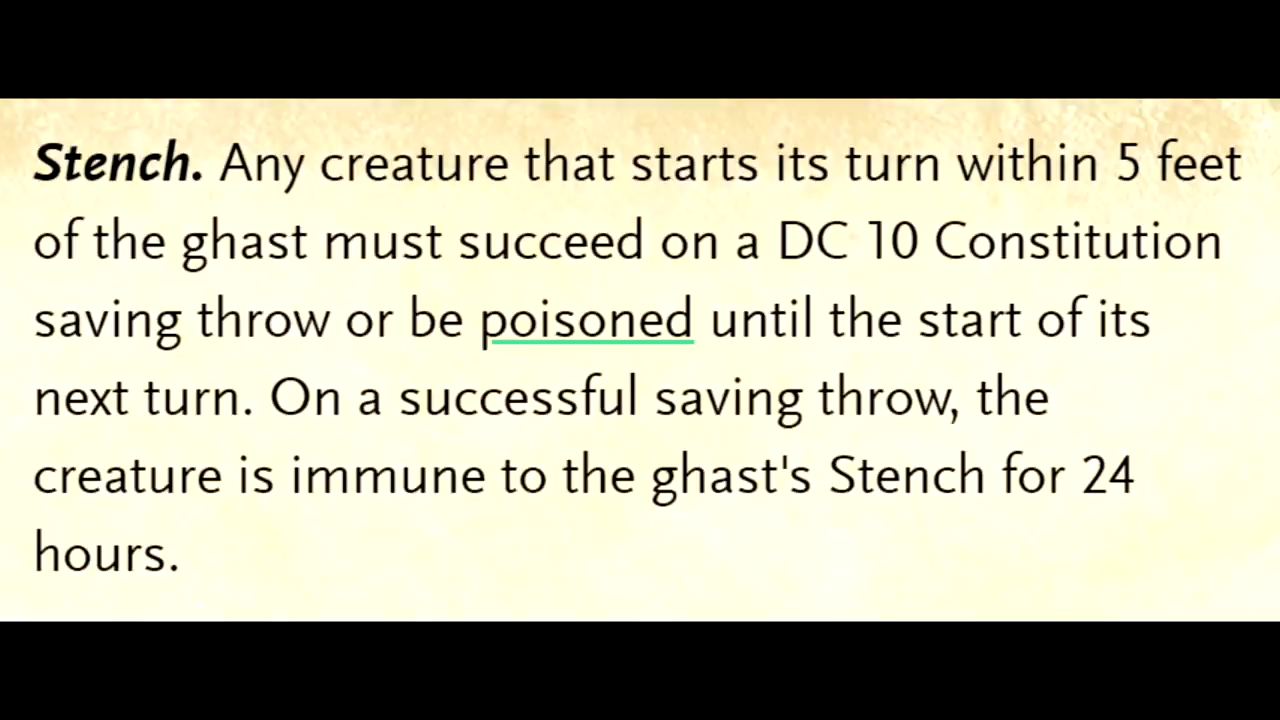 Stench. Any creature that starts its turn within 5 feet
of the ghast must succeed on a DC 10 Constitution
saving throw or be poisoned until the start of its
next turn. On a successful saving throw, the
creature is immune to the ghast's Stench for 24
hours.